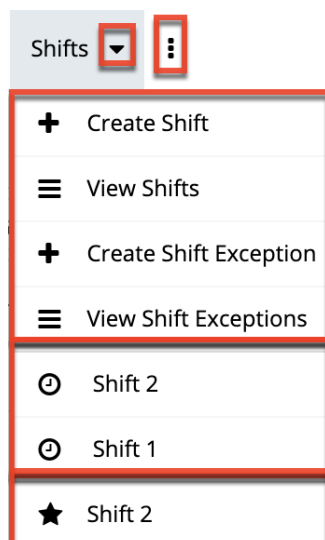 Shifts
Create Shift
View Shifts
Create Shift Exception
View Shift Exceptions
Shift 2
Shift 1
Shift 2